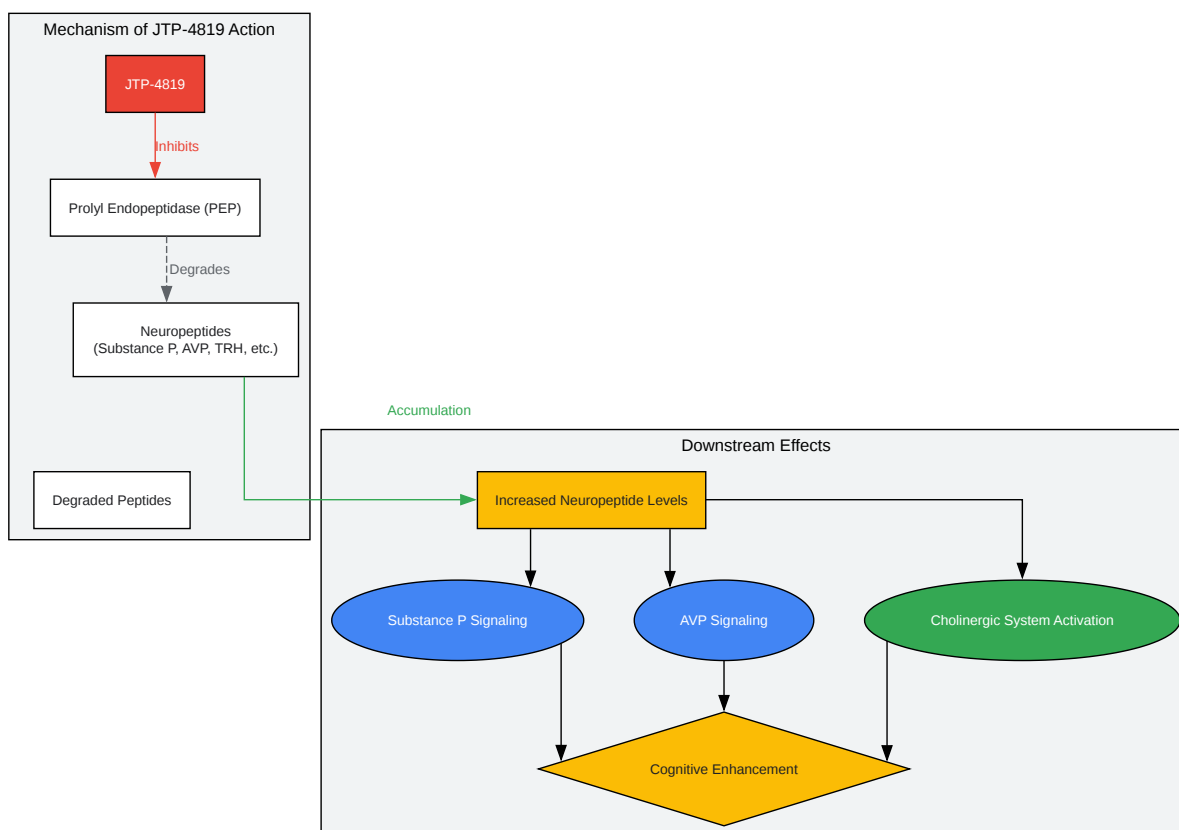 Mechanism of JTP-4819 Action
JTP-4819
Inhibits
Prolyl Endopeptidase (PEP)
Degrades
Neuropeptides
(Substance P, AVP, TRH, etc.)
Accumulation
Degraded Peptides
Downstream Effects
Increased Neuropeptide Levels
Substance P Signaling
AVP Signaling
Cholinergic System Activation
Cognitive Enhancement